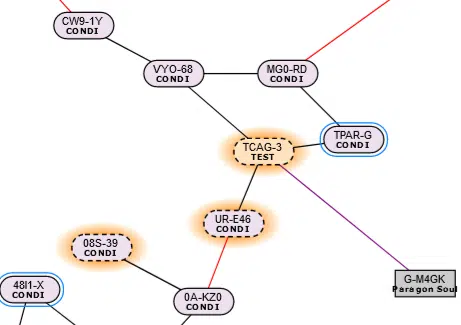 CW9-1Y
CONDI
VYO-68
CONDI
MG0-RD
CONDI
TPAR-G
CONDI
TCAG-3
TEST
UR-E46
CONDI
08S-39
CONDI
G-M4GK
Paragon Soul
48I1-X
CONDI
0A-KZ0
CONDI